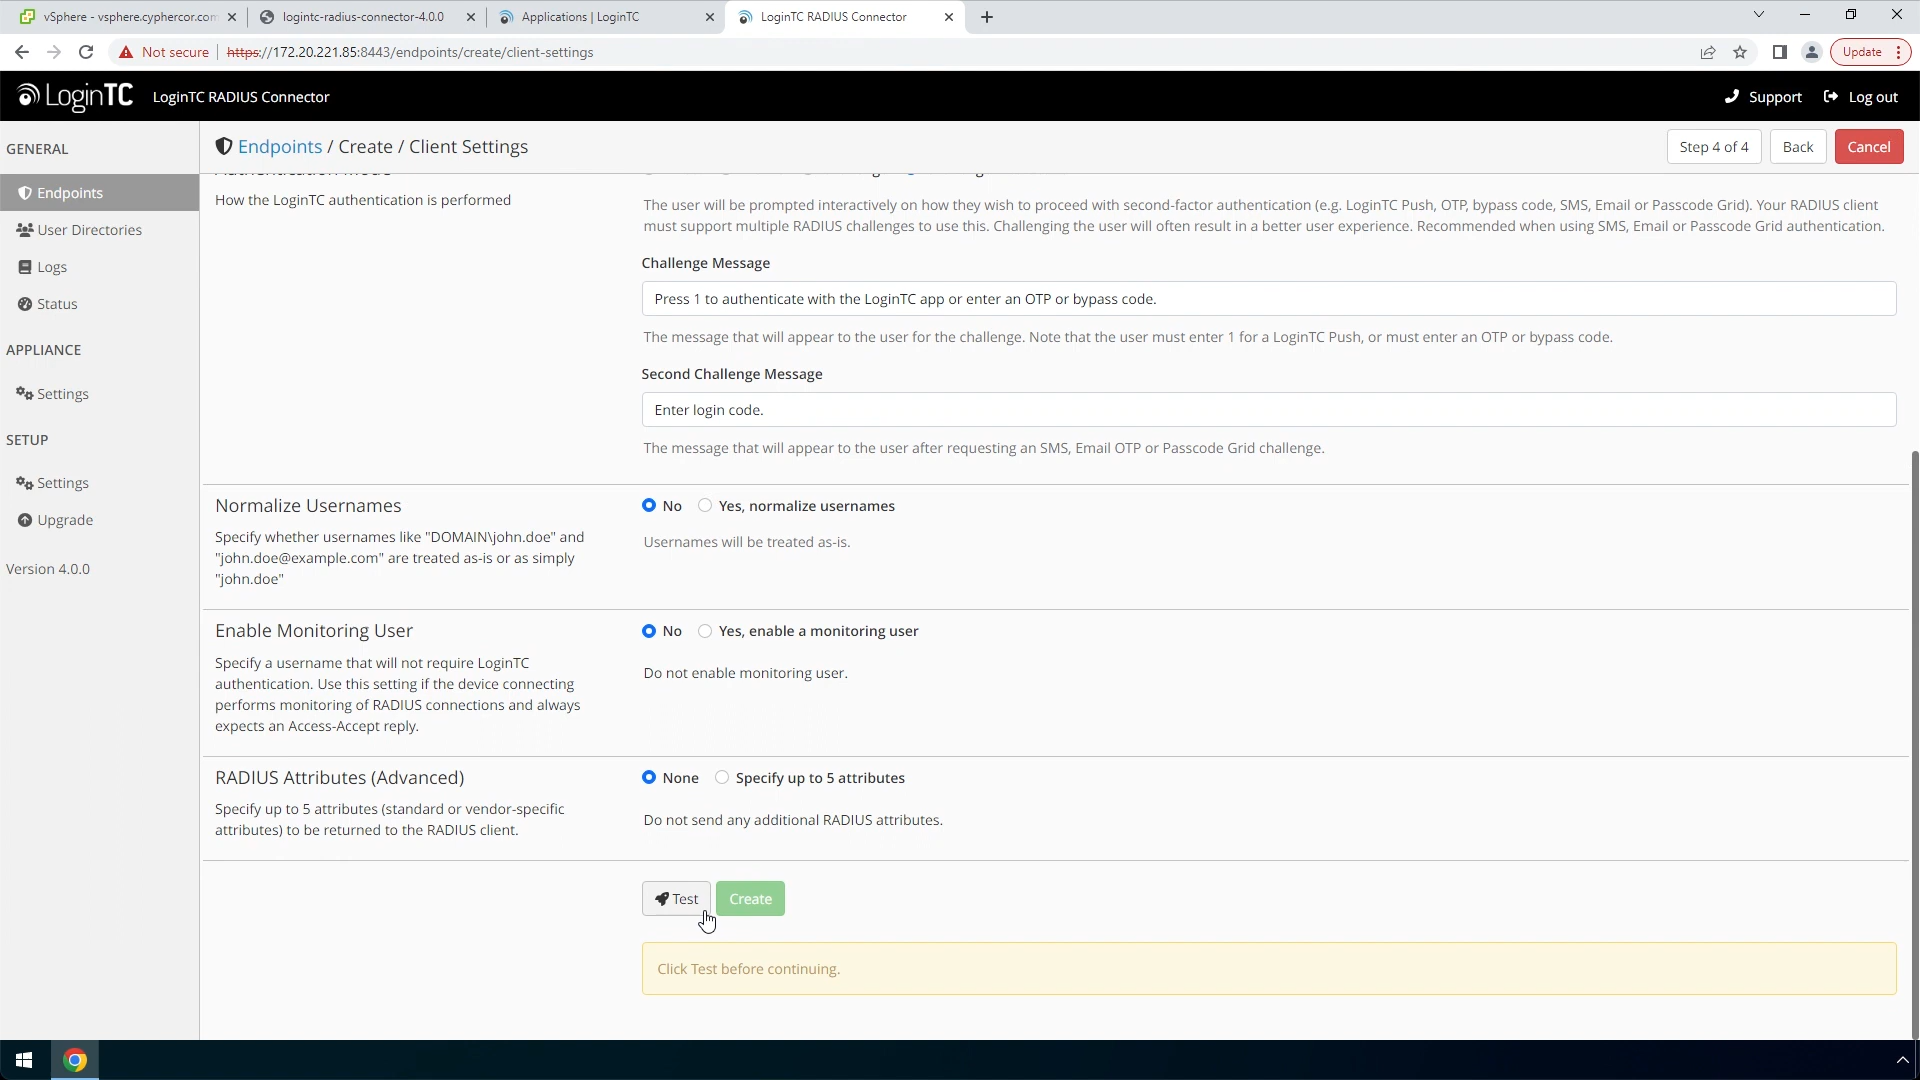 vSphere - vsphere.cyphercor.com
logintc-radius-connector-4.0.0
Applications | LoginTC
LoginTC RADIUS Connector
Not secure
https://172.20.221.85:8443/endpoints/create/client-settings
Update
LoginTC
LoginTC RADIUS Connector
Support
Log out
GENERAL
Endpoints
User Directories
Logs
Status
APPLIANCE
Settings
SETUP
Settings
Upgrade
Version 4.0.0
Endpoints / Create / Client Settings
Step 4 of 4
Back
Cancel
How the LoginTC authentication is performed
The user will be prompted interactively on how they wish to proceed with second-factor authentication (e.g. LoginTC Push, OTP, bypass code, SMS, Email or Passcode Grid). Your RADIUS client
must support multiple RADIUS challenges to use this. Challenging the user will often result in a better user experience. Recommended when using SMS, Email or Passcode Grid authentication.
Challenge Message
Press 1 to authenticate with the LoginTC app or enter an OTP or bypass code.
The message that will appear to the user for the challenge. Note that the user must enter 1 for a LoginTC Push, or must enter an OTP or bypass code.
Second Challenge Message
Enter login code.
The message that will appear to the user after requesting an SMS, Email OTP or Passcode Grid challenge.
Normalize Usernames
Specify whether usernames like "DOMAIN\john.doe" and
"john.doe@example.com" are treated as-is or as simply
"john.doe"
No
Yes, normalize usernames
Usernames will be treated as-is.
Enable Monitoring User
Specify a username that will not require LoginTC
authentication. Use this setting if the device connecting
performs monitoring of RADIUS connections and always
expects an Access-Accept reply.
No
Yes, enable a monitoring user
Do not enable monitoring user.
RADIUS Attributes (Advanced)
Specify up to 5 attributes (standard or vendor-specific
attributes) to be returned to the RADIUS client.
None
Specify up to 5 attributes
Do not send any additional RADIUS attributes.
Test
Create
Click Test before continuing.